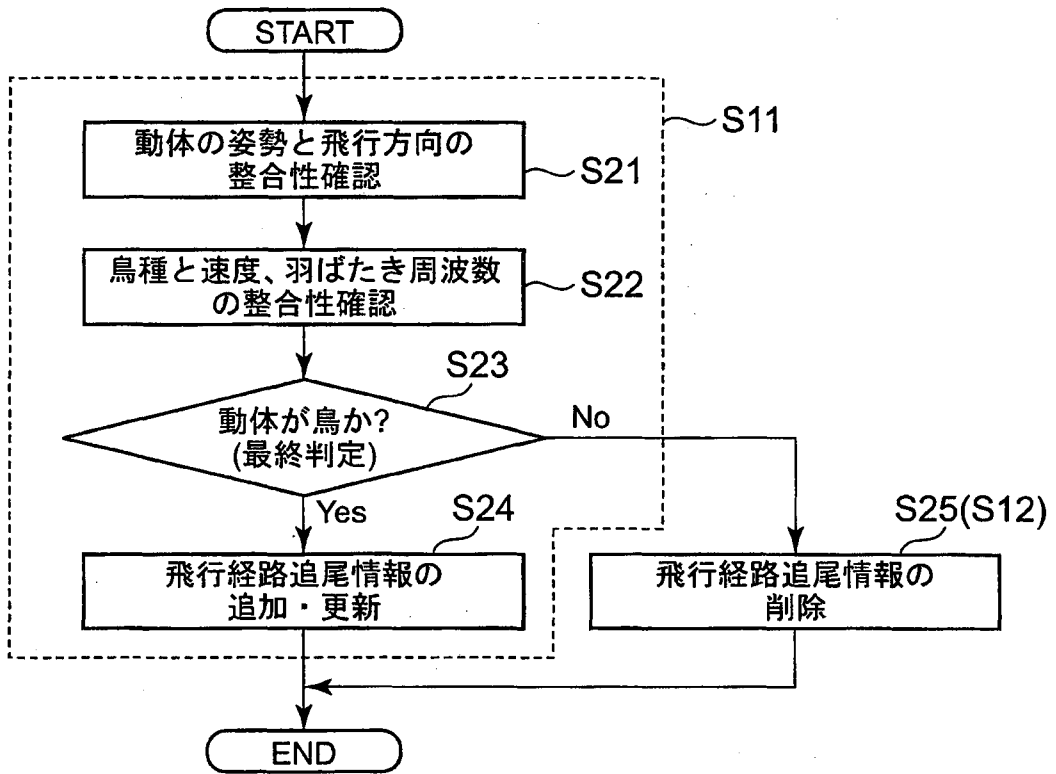 START
S11
動体の姿勢と飛行方向の
整合性確認
S21
鳥種と速度、羽ばたき周波数
の整合性確認
S22
S23
動体が鳥か?
(最終判定)
No
Yes
S24
飛行経路追尾情報の
追加・更新
S25(S12)
飛行経路追尾情報の
削除
END